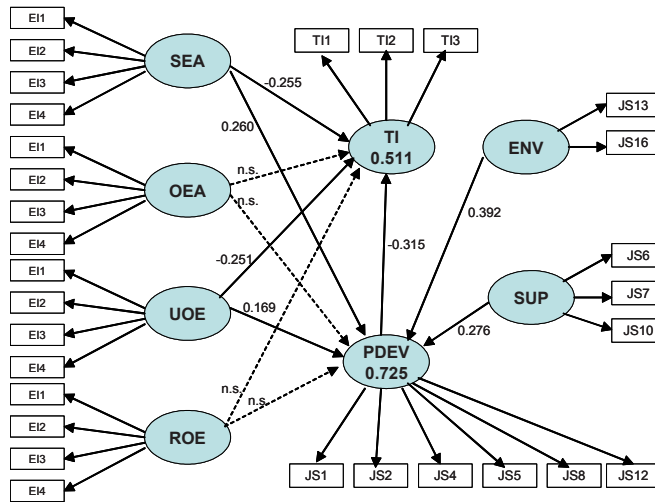 EI1
EI2
EI3
EI4
SEA
EI1
EI2
EI3
EI4
OEA
EI1
EI2
EI3
EI4
UOE
EI1
EI2
EI3
EI4
ROE
TI1
TI2
TI3
TI
0.511
-0.255
0.260
n.s.
n.s.
-0.251
0.169
n.s.
n.s.
-0.315
PDEV
0.725
ENV
JS13
JS16
0.392
SUP
JS6
JS7
JS10
0.276
JS1
JS2
JS4
JS5
JS8
JS12